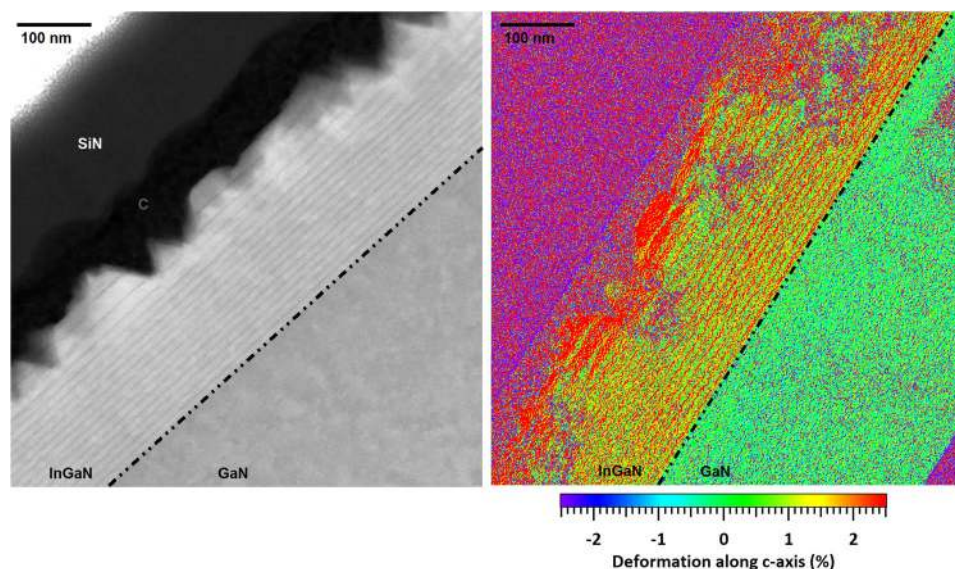 100 nm
SiN
C
InGaN
GaN
100 nm
InGaN
GaN
-2 -1 0 1 2
Deformation along c-axis (%)